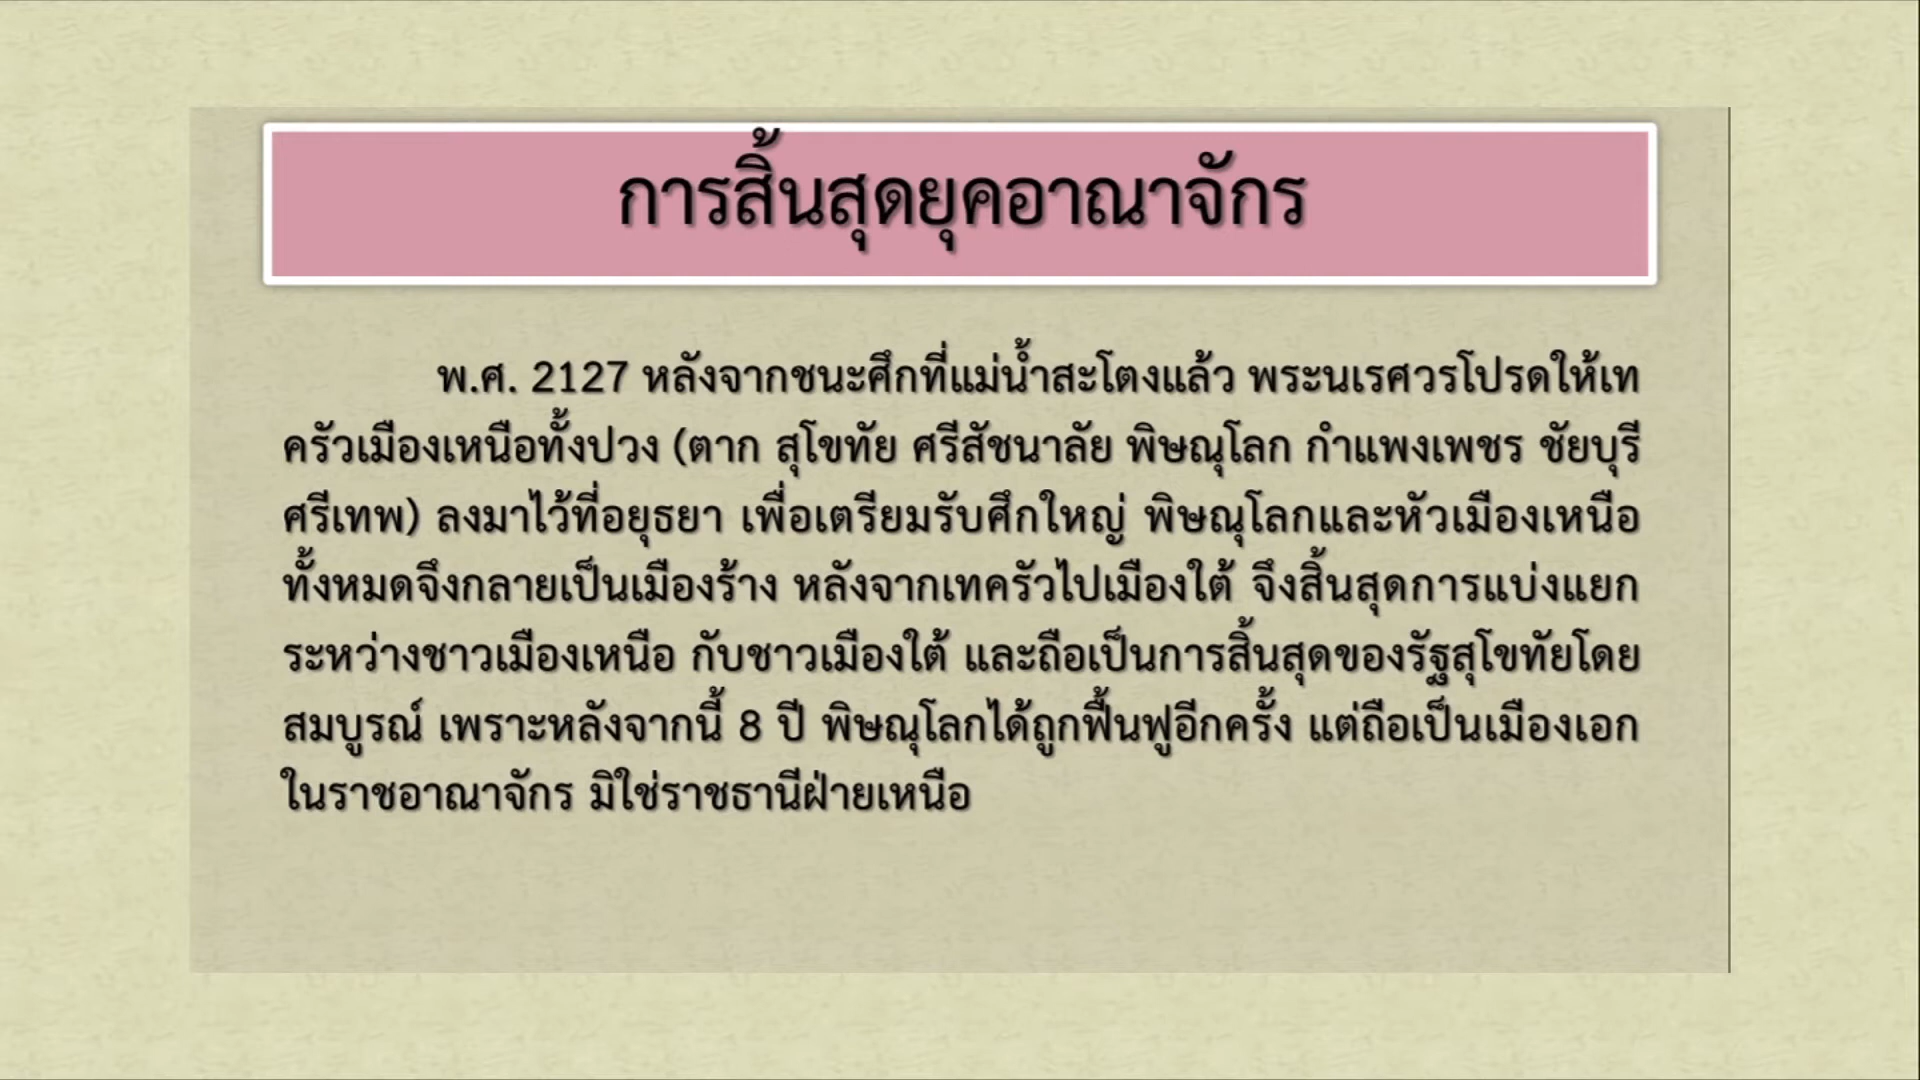 การสิ้นสุดยุคอาณาจักร
พ.ศ. 2127 หลังจากชนะศึกที่แม่น้ำสะโตงแล้ว พระนเรศวรโปรดให้เท
ครัวเมืองเหนือทั้งปวง (ตาก สุโขทัย ศรีสัชนาลัย พิษณุโลก กำแพงเพชร ชัยบุรี
ศรีเทพ) ลงมาไว้ที่อยุธยา เพื่อเตรียมรับศึกใหญ่ พิษณุโลกและหัวเมืองเหนือ
ทั้งหมดจึงกลายเป็นเมืองร้าง หลังจากเทครัวไปเมืองใต้ จึงสิ้นสุดการแบ่งแยก
ระหว่างชาวเมืองเหนือ กับชาวเมืองใต้ และถือเป็นการสิ้นสุดของรัฐสุโขทัยโดย
สมบูรณ์ เพราะหลังจากนี้ 8 ปี พิษณุโลกได้ถูกฟื้นฟูอีกครั้ง แต่ถือเป็นเมืองเอก
ในราชอาณาจักร มิใช่ราชธานีฝ่ายเหนือ